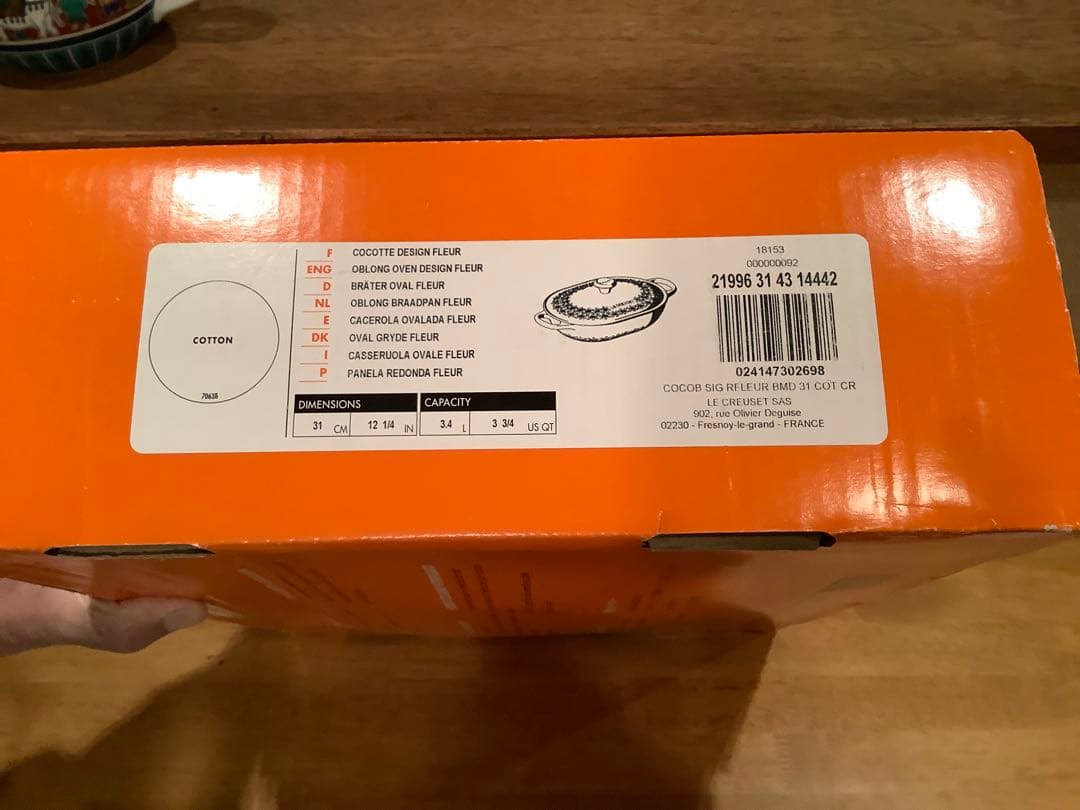 COTTON
70638
F COCOTTE DESIGN FLEUR
ENG OBLONG OVEN DESIGN FLEUR
D BRÄTER OVAL FLEUR
NL OBLONG BRAADPAN FLEUR
E CACEROLA OVALADA FLEUR
DK OVAL GRYDE FLEUR
I CASSERUOLA OVALE FLEUR
P PANELA REDONDA FLEUR
DIMENSIONS CAPACITY
31 CM 12 1/4 IN 3.4 L 3 3/4 US QT
18153
000000092
21996 31 43 14442
024147302698
COCOB SIG RFLEUR BMD 31 COT CR
LE CREUSET SAS
902, rue Olivier Deguise
02230 - Fresnoy-le-grand - FRANCE